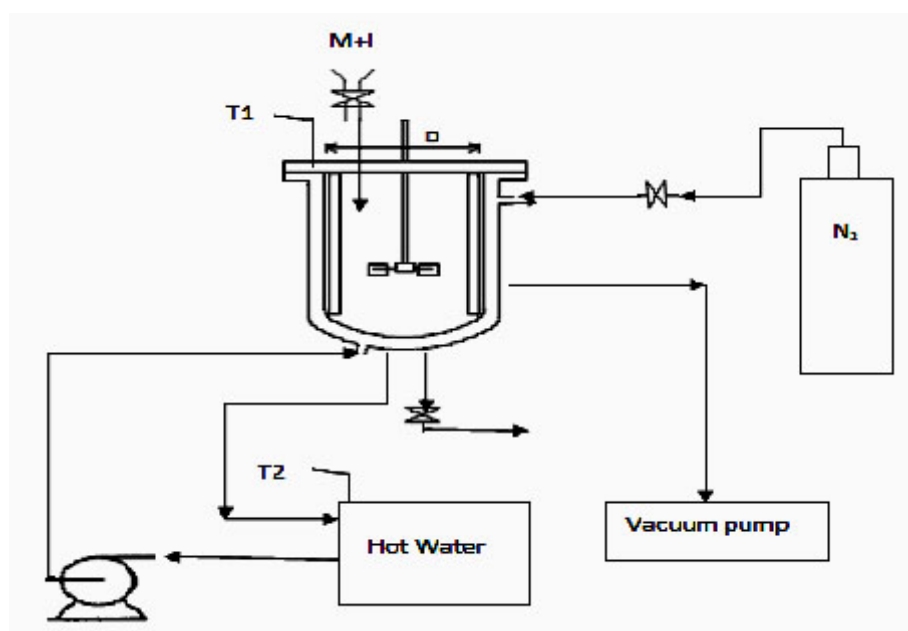 M+I
T1
D
N₂
T2
Vacuum pump
Hot Water